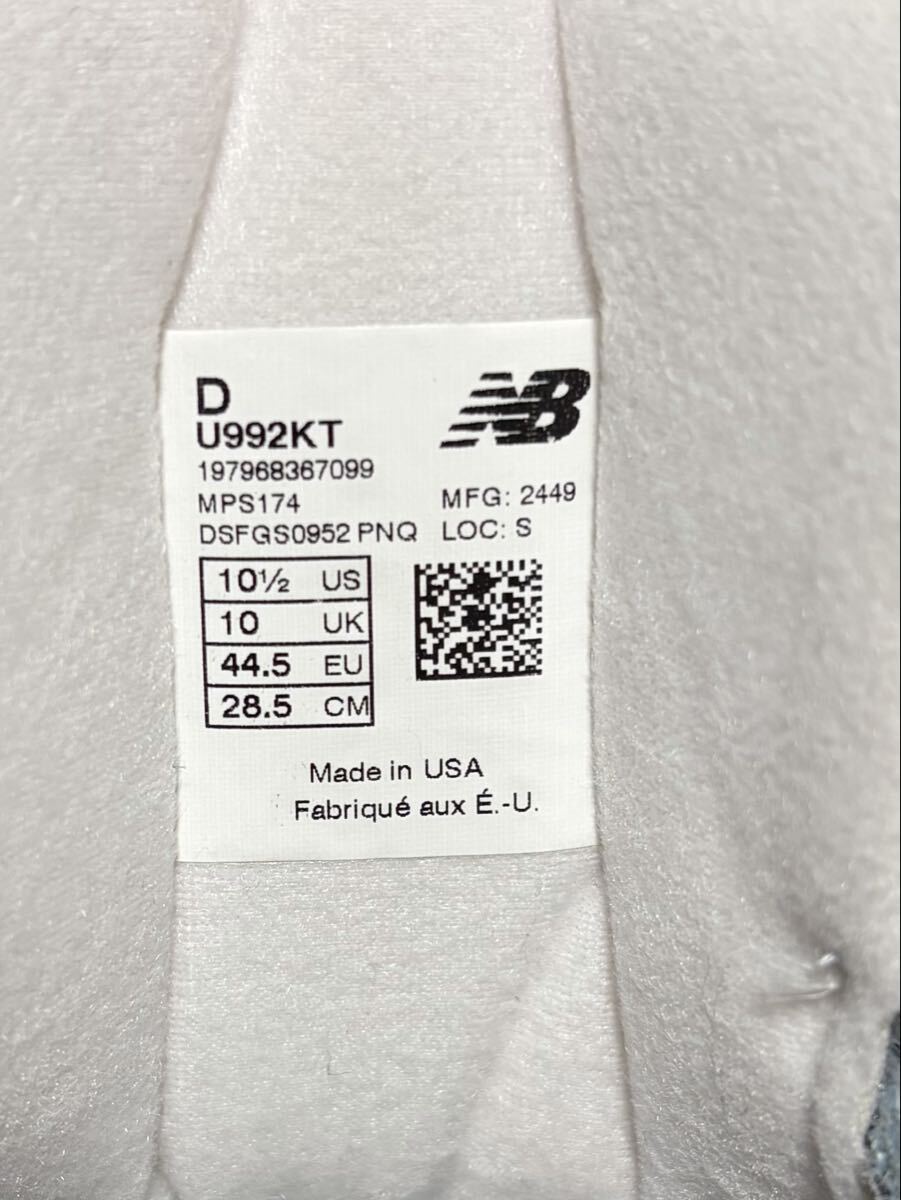 D
NB
U992KT
197968367099
MPS174 MFG: 2449
DSFGS0952 PNQ LOC: S
10½ US
10 UK
44.5 EU
28.5 CM
Made in USA
Fabriqué aux É.-U.